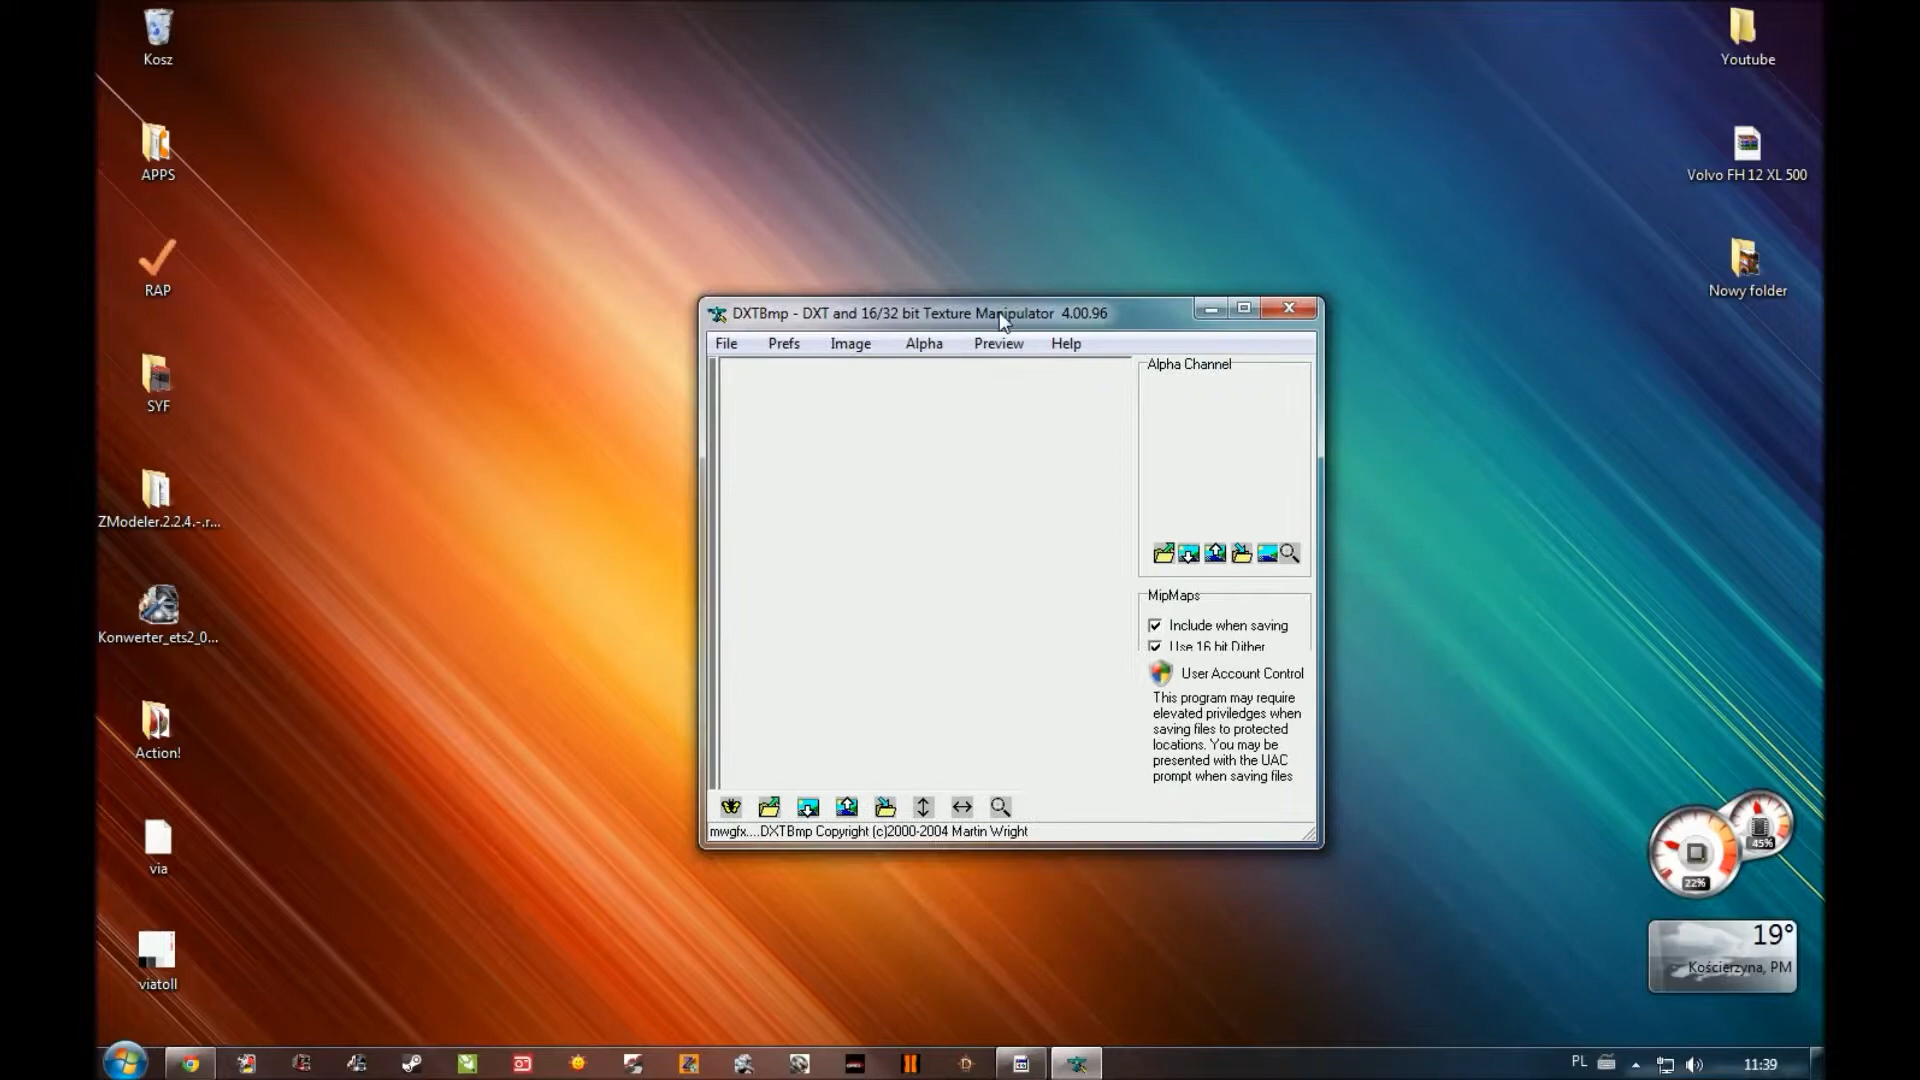 Kosz
APPS
RAP
SYF
ZModeler.2.2.4.-.r...
Konwerter_ets2_0...
Action!
via
viatoll
DXTBmp - DXT and 16/32 bit Texture Manipulator 4.00.96
File Prefs Image Alpha Preview Help
Alpha Channel
MipMaps
Include when saving
Use 16 bit Dither
User Account Control
This program may require
elevated priviledges when
saving files to protected
locations. You may be
presented with the UAC
prompt when saving files
mwgfx....DXTBmp Copyright (c)2000-2004 Martin Wright
Youtube
Volvo FH 12 XL 500
Nowy folder
45%
22%
19°
Kościerzyna, PM
PL
11:39